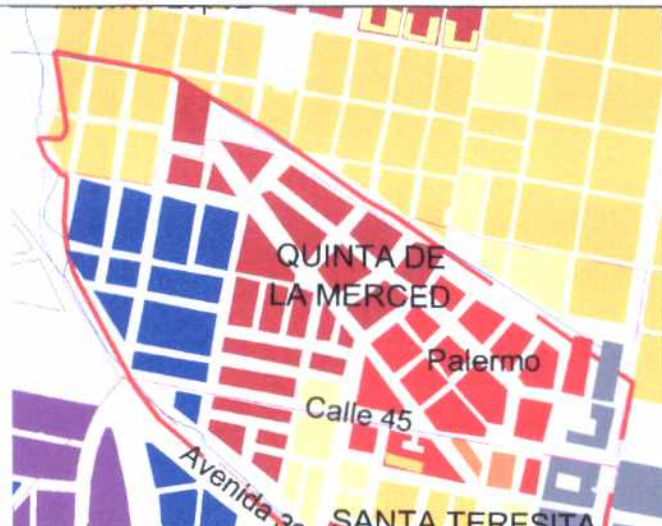 QUINTA DE
LA MERCED
Palermo
Calle 45
Avenida
SANTA TERESITA